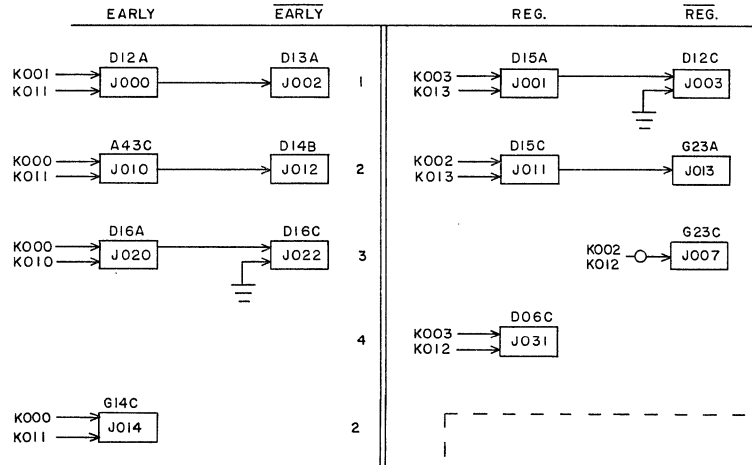 EARLY EARLY REG. REG.
D12A D13A D15A D12C
K001 J000 J002 1 K003 J001 J003
K011 K013
A43C D14B D15C G23A
K000 J010 J012 2 K002 J011 J013
K011 K013
D16A D16C G23C
K000 J020 J022 3 K002 J007
K010 K012
D06C
4 K003 J031
K012
G14C
K000 J014 2
K011